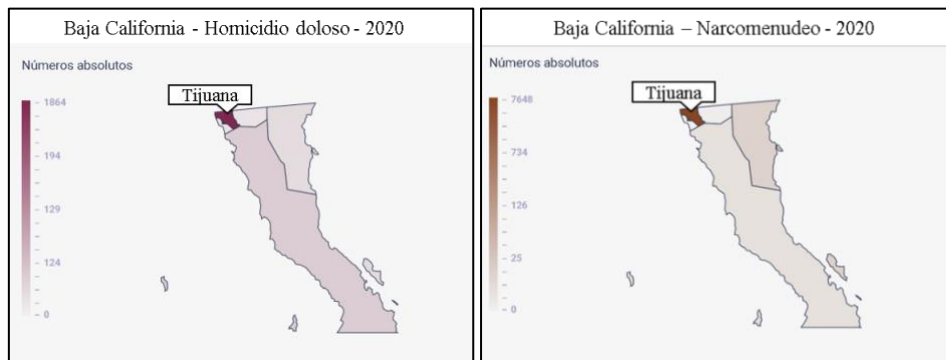 Baja California - Homicidio doloso - 2020
Números absolutos
Tijuana
1864
194
129
124
0
Baja California – Narcomenudeo - 2020
Números absolutos
Tijuana
7648
734
126
25
0